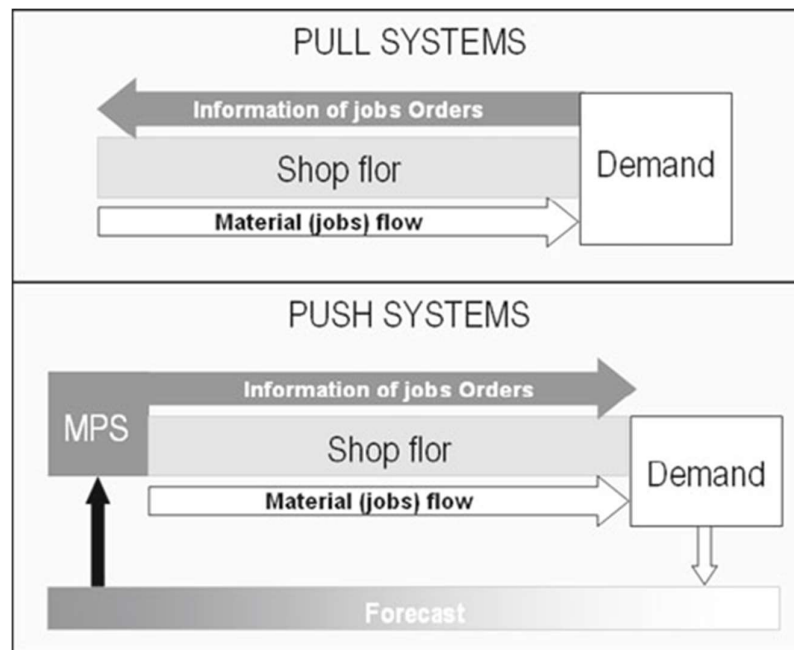 PULL SYSTEMS
Information of jobs Orders
Shop flor
Demand
Material (jobs) flow
PUSH SYSTEMS
Information of jobs Orders
MPS
Shop flor
Demand
Material (jobs) flow
Forecast